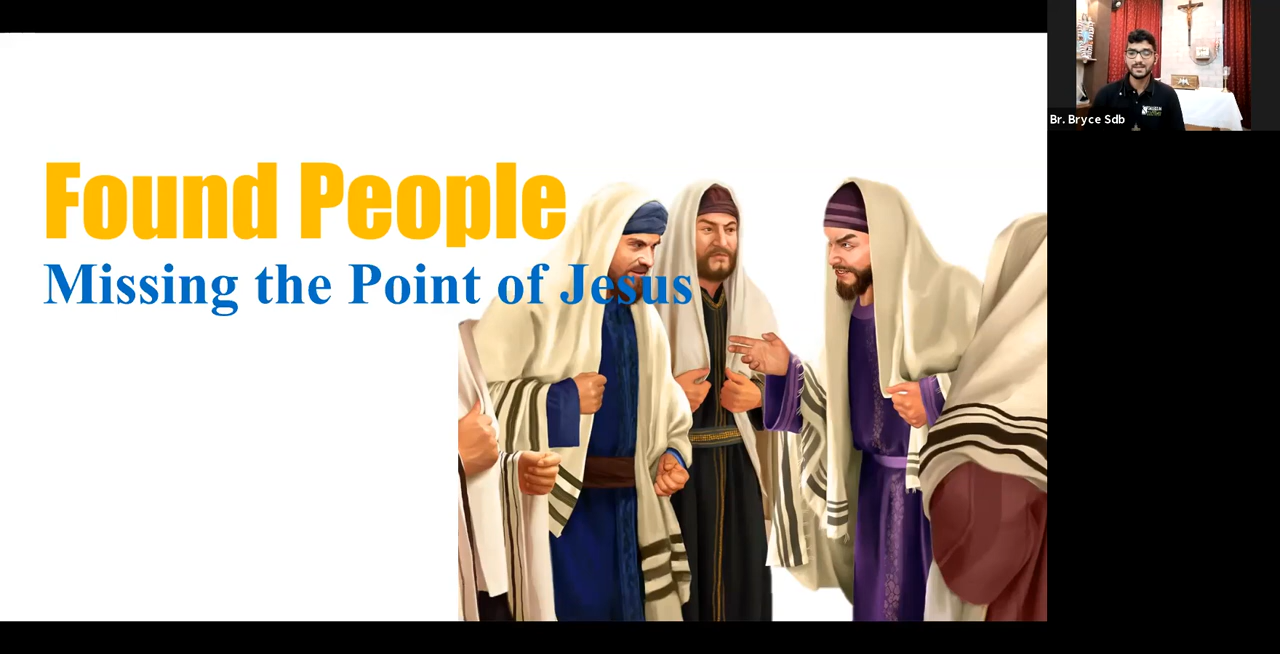 Found People
Missing the Point of Jesus
Br. Bryce Sdb